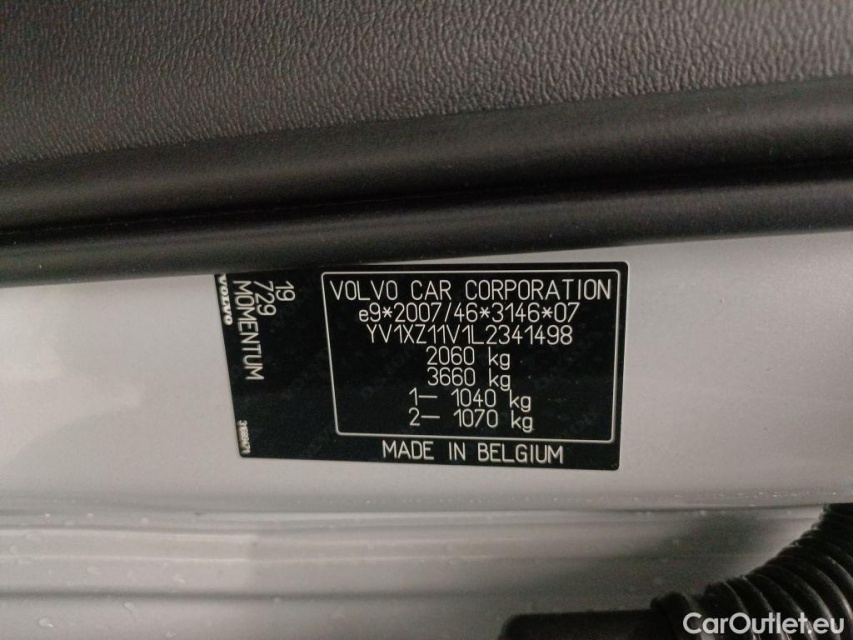 VOLVO CAR CORPORATION
e9*2007/46*3146*07
YV1XZ11V1L2341498
2060 kg
3660 kg
1— 1040 kg
2— 1070 kg
MADE IN BELGIUM
19
729
MOMENTUM
VOLVO
CarOutlet.eu